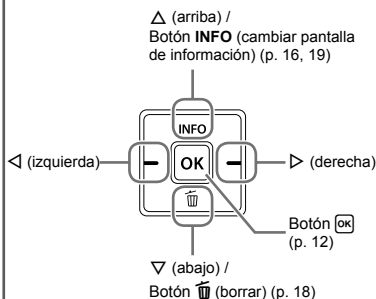 △ (arriba) /
Botón INFO (cambiar pantalla
de información) (p. 16, 19)
INFO
◁ (izquierda)
OK
▷ (derecha)
Botón OK
(p. 12)
▽ (abajo) /
Botón 🗑 (borrar) (p. 18)